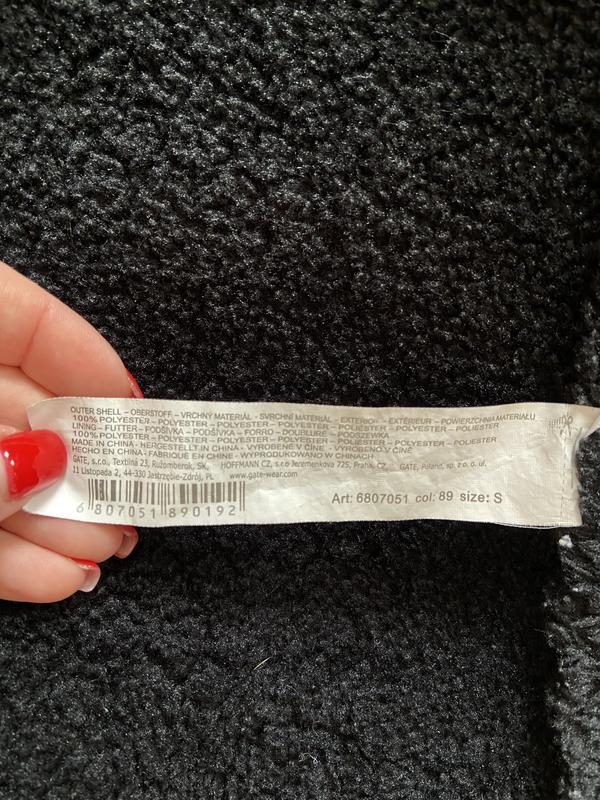 OUTER SHELL – OBERSTOFF – VRCHNÝ MATERIÁL - SVRCHNÍ MATERIÁL – EXTERIOR - EXTÉRIEUR – POWIERZCHNIA MATERIAŁU
100% POLYESTER – POLYESTER – POLYESTER – POLYESTER – POLIESTER – POLYESTER – POLIESTER
LINING – FUTTER – PODŠÍVKA – PODŠÍVKA – FORRO – DOUBLURE – PODSZEWKA
100% POLYESTER – POLYESTER – POLYESTER – POLYESTER – POLIESTER – POLYESTER – POLIESTER
MADE IN CHINA - HERGESTELLT IN CHINA - VYROBENÉ V ČÍNE - VYROBENO V ČÍNĚ
HECHO EN CHINA - FABRIQUÉ EN CHINE - WYPRODUKOWANO W CHINACH
GATE, s.r.o., Textilná 23, Ružomberok, SK, HOFFMANN CZ, s.r.o Jeremenkova 725, Praha, CZ, GATE, Poland, sp. z o. o. ul.
11 Listopada 2, 44-330 Jastrzębie-Zdrój, PL www.gate-wear.com
6 807051 890192
Art: 6807051 col: 89 size: S